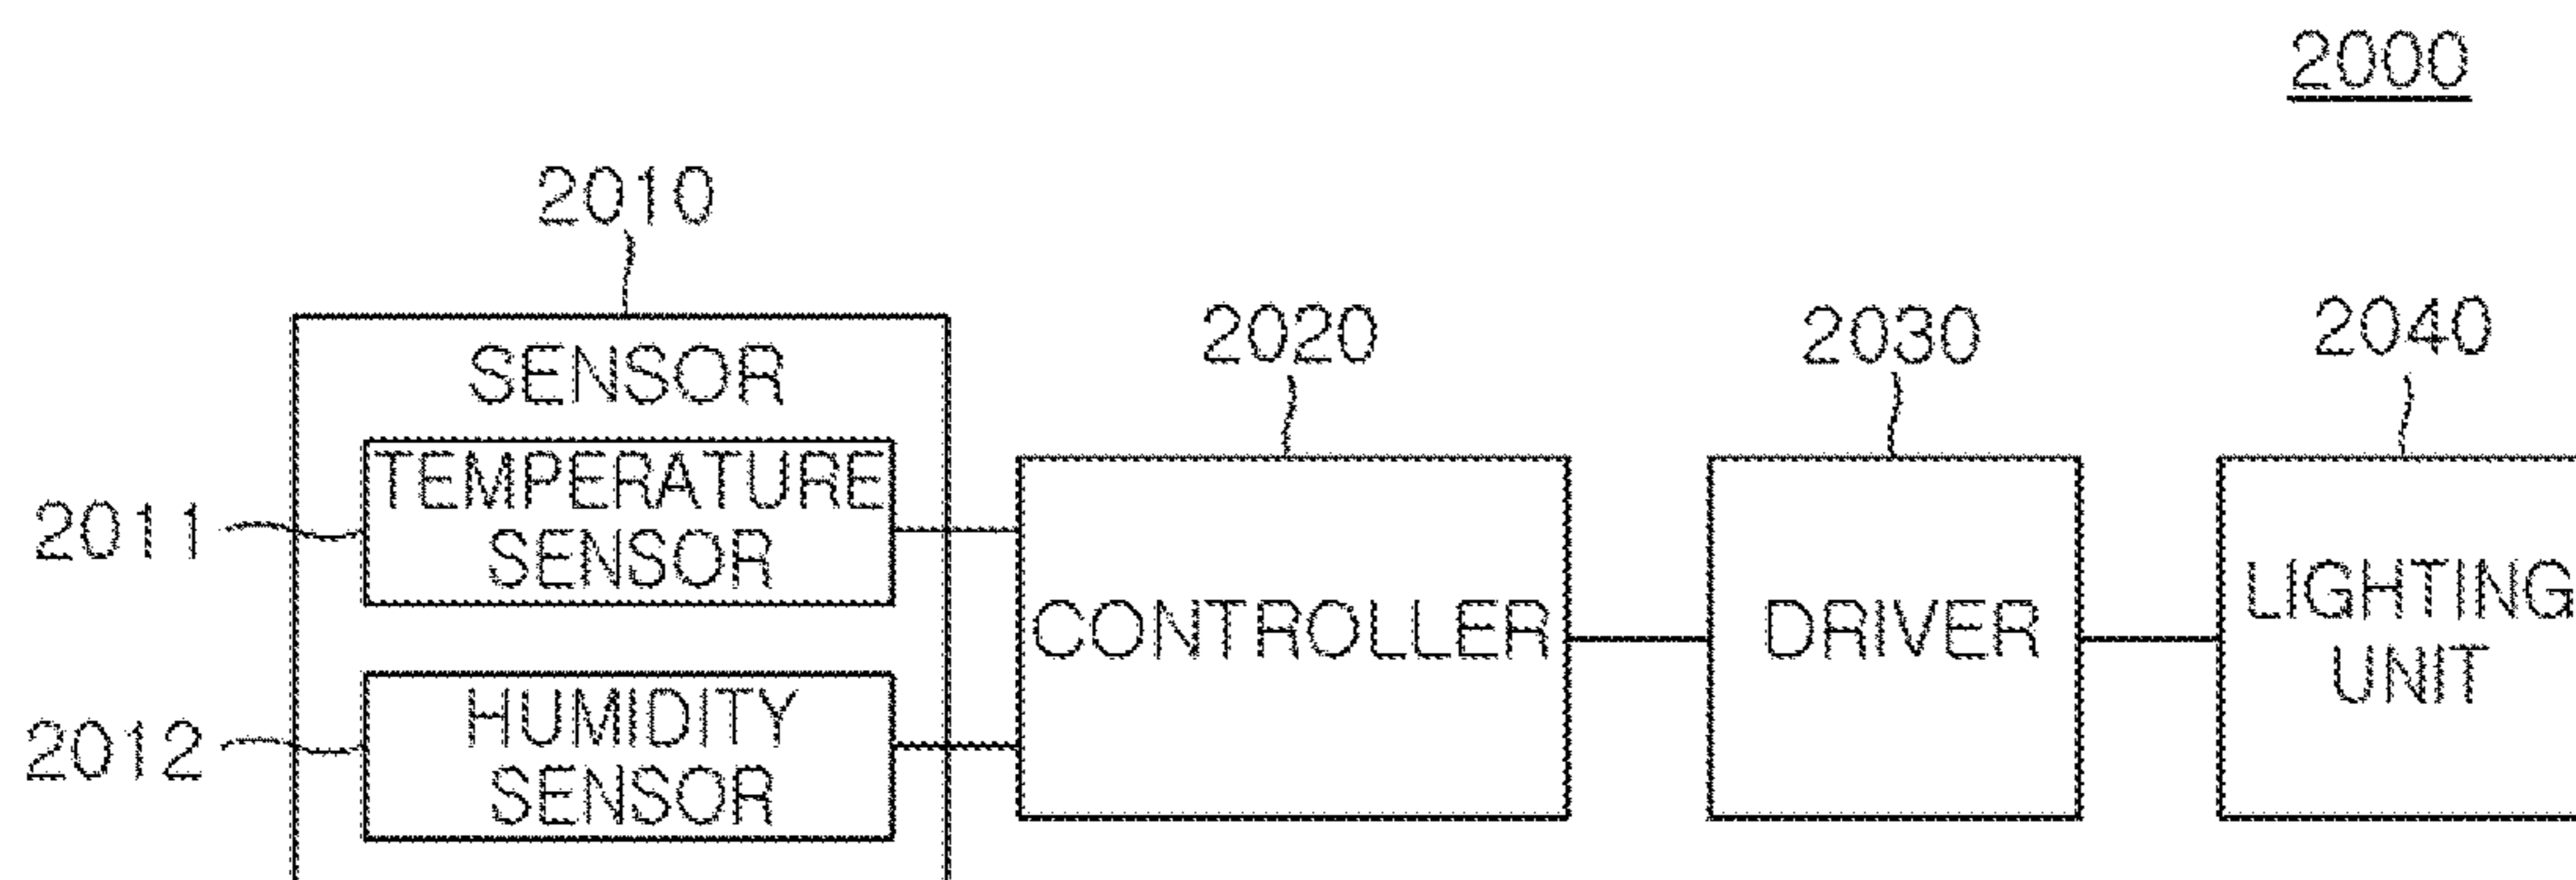 2000
2010
SENSOR
2020
2030
2040
TEMPERATURE
SENSOR
2011
CONTROLLER
DRIVER
LIGHTING
UNIT
HUMIDITY
SENSOR
2012